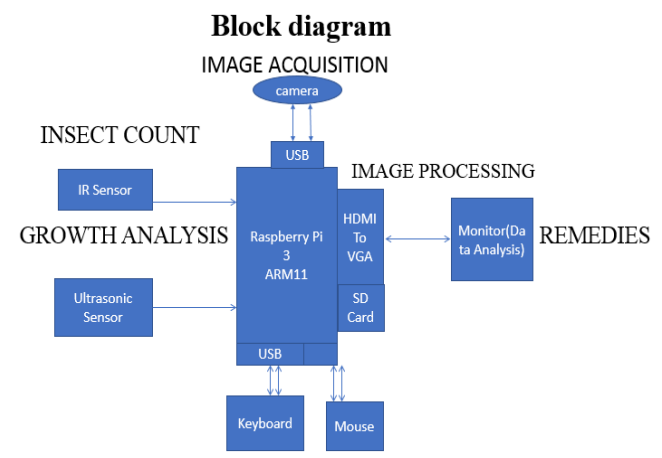 Block diagram
IMAGE ACQUISITION
camera
INSECT COUNT
USB
IMAGE PROCESSING
IR Sensor
HDMI
To
VGA
GROWTH ANALYSIS
Raspberry Pi
3
ARM11
Monitor(Da
ta Analysis)
REMEDIES
Ultrasonic
Sensor
SD
Card
USB
Keyboard
Mouse